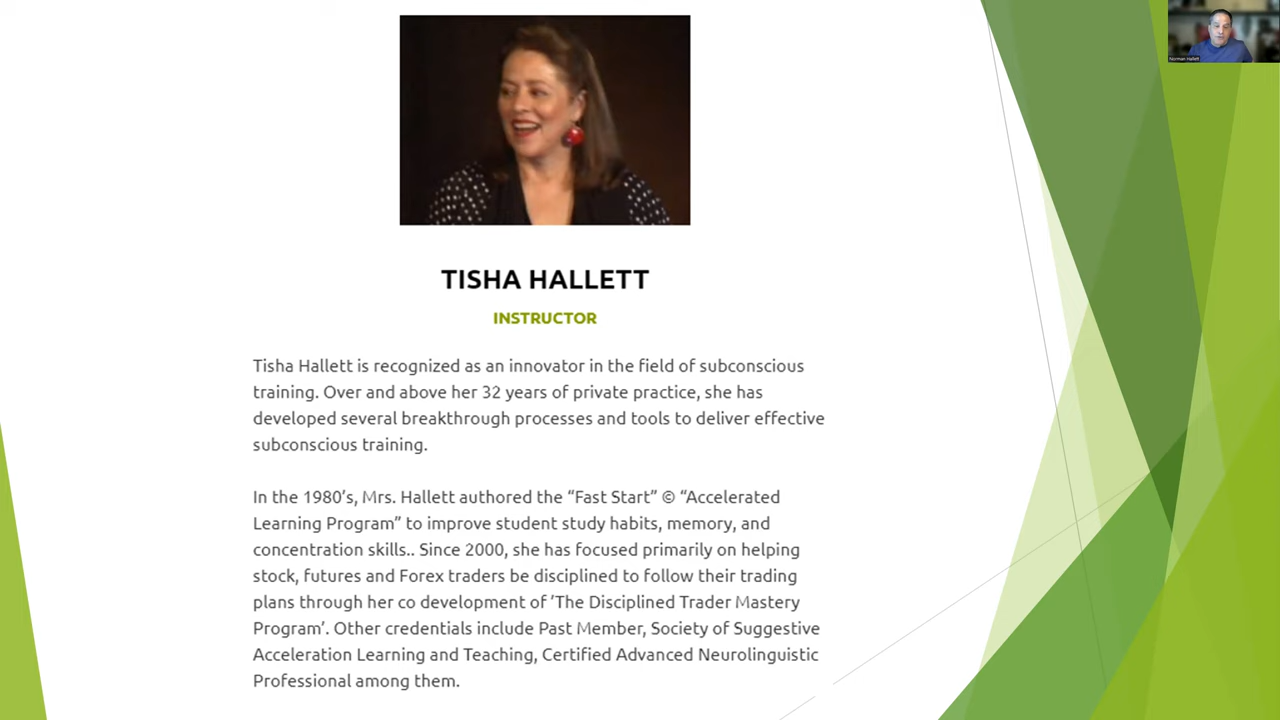 Norman Hallett
TISHA HALLETT
INSTRUCTOR
Tisha Hallett is recognized as an innovator in the field of subconscious
training. Over and above her 32 years of private practice, she has
developed several breakthrough processes and tools to deliver effective
subconscious training.
In the 1980’s, Mrs. Hallett authored the “Fast Start” © “Accelerated
Learning Program” to improve student study habits, memory, and
concentration skills.. Since 2000, she has focused primarily on helping
stock, futures and Forex traders be disciplined to follow their trading
plans through her co development of ‘The Disciplined Trader Mastery
Program’. Other credentials include Past Member, Society of Suggestive
Acceleration Learning and Teaching, Certified Advanced Neurolinguistic
Professional among them.